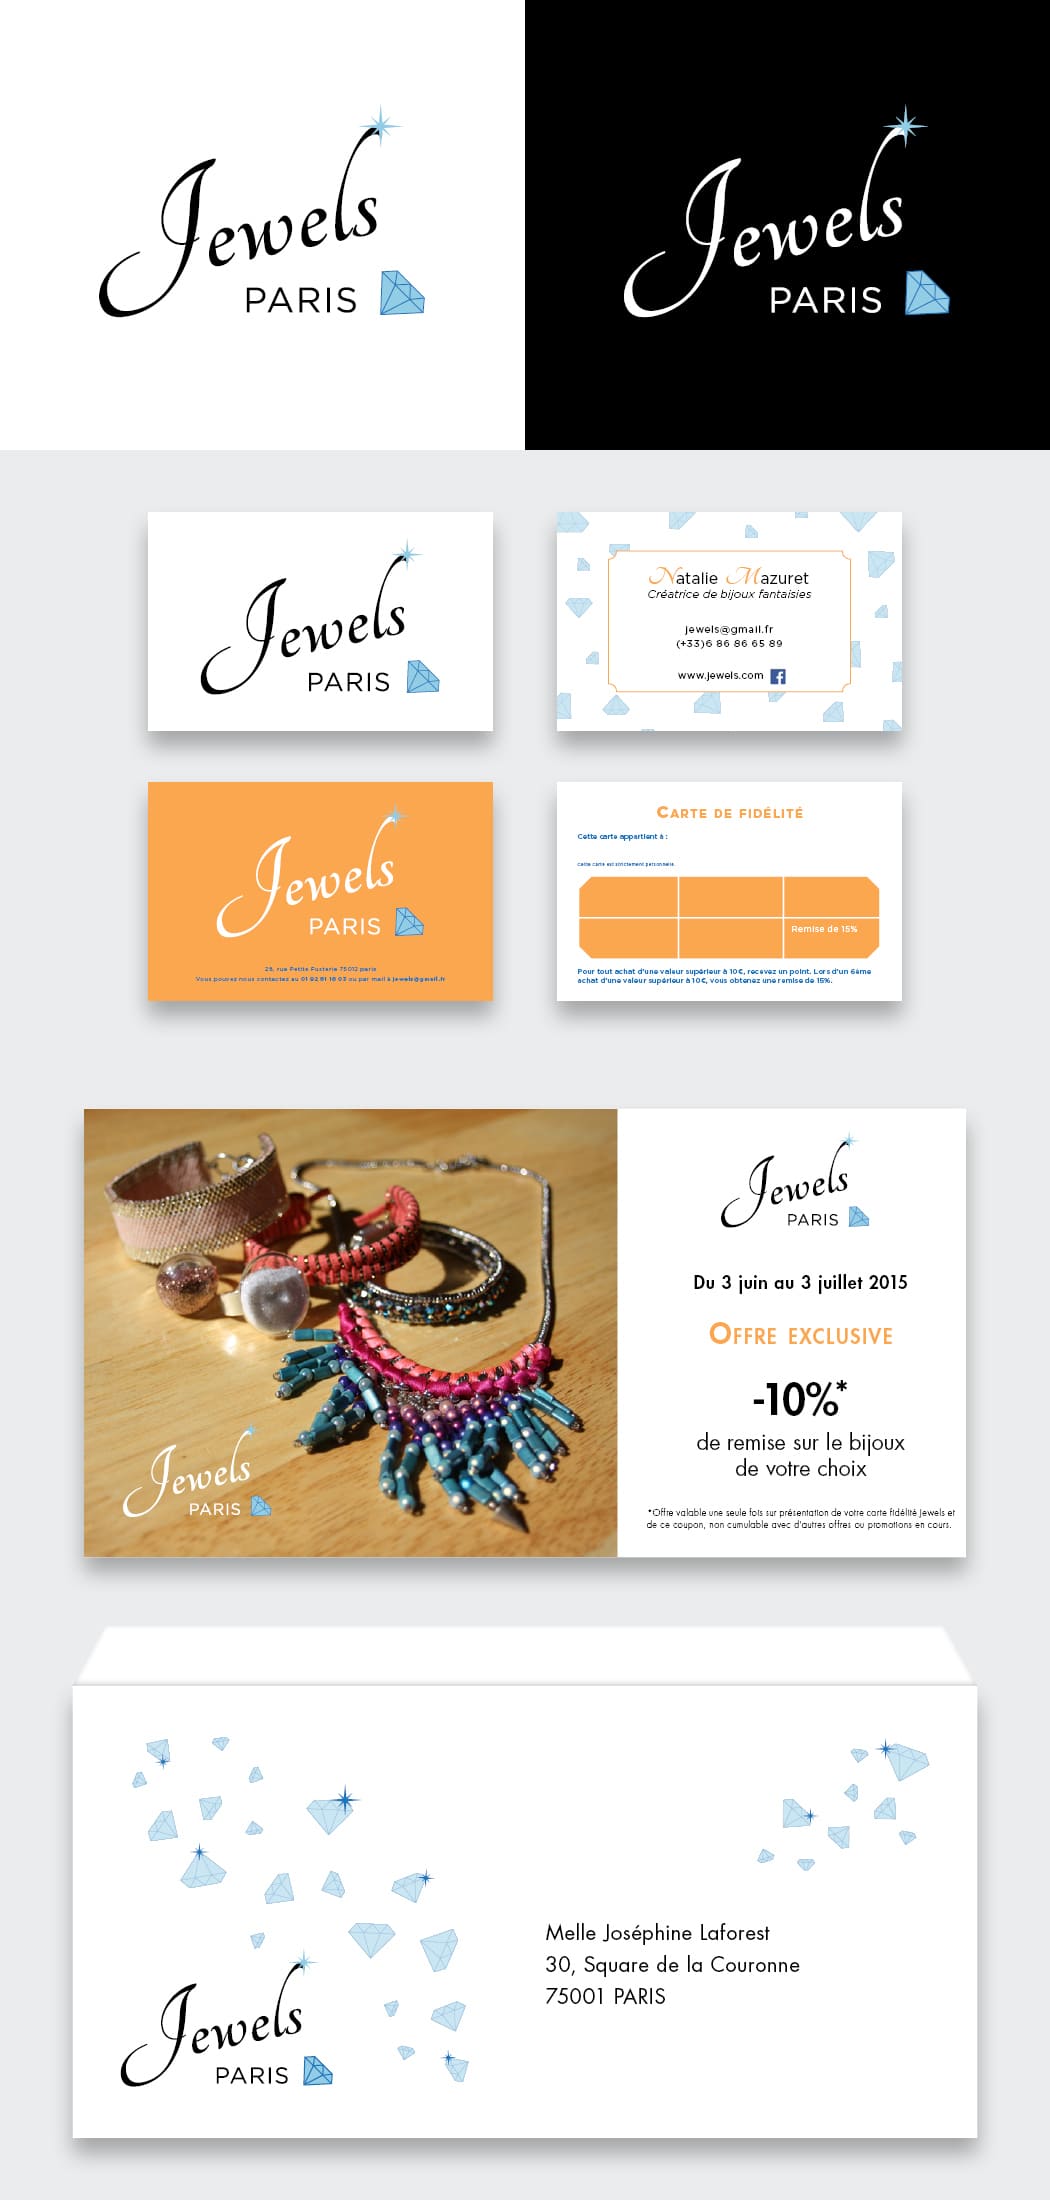 Jewels
PARIS
Jewels
PARIS
Jewels
PARIS
Natalie Mazuret
Créatrice de bijoux fantaisies
jewels@gmail.fr
(+33)6 86 86 65 89
www.jewels.com
Jewels
PARIS
28, rue Petite Fusterie 75012 paris
Vous pouvez nous contactez au 01 92 81 16 03 ou par mail à jewels@gmail.fr
CARTE DE FIDÉLITÉ
Cette carte appartient à :
Cette carte est strictement personnelle.
Remise de 15%
Pour tout achat d'une valeur supérieur à 10€, recevez un point. Lors d'un 6ème
achat d'une valeur supérieur à 10€, vous obtenez une remise de 15%.
Jewels
PARIS
Jewels
PARIS
Du 3 juin au 3 juillet 2015
OFFRE EXCLUSIVE
-10%*
de remise sur le bijoux
de votre choix
*Offre valable une seule fois sur présentation de votre carte fidélité Jewels et
de ce coupon, non cumulable avec d'autres offres ou promotions en cours.
Melle Joséphine Laforest
30, Square de la Couronne
75001 PARIS
Jewels
PARIS